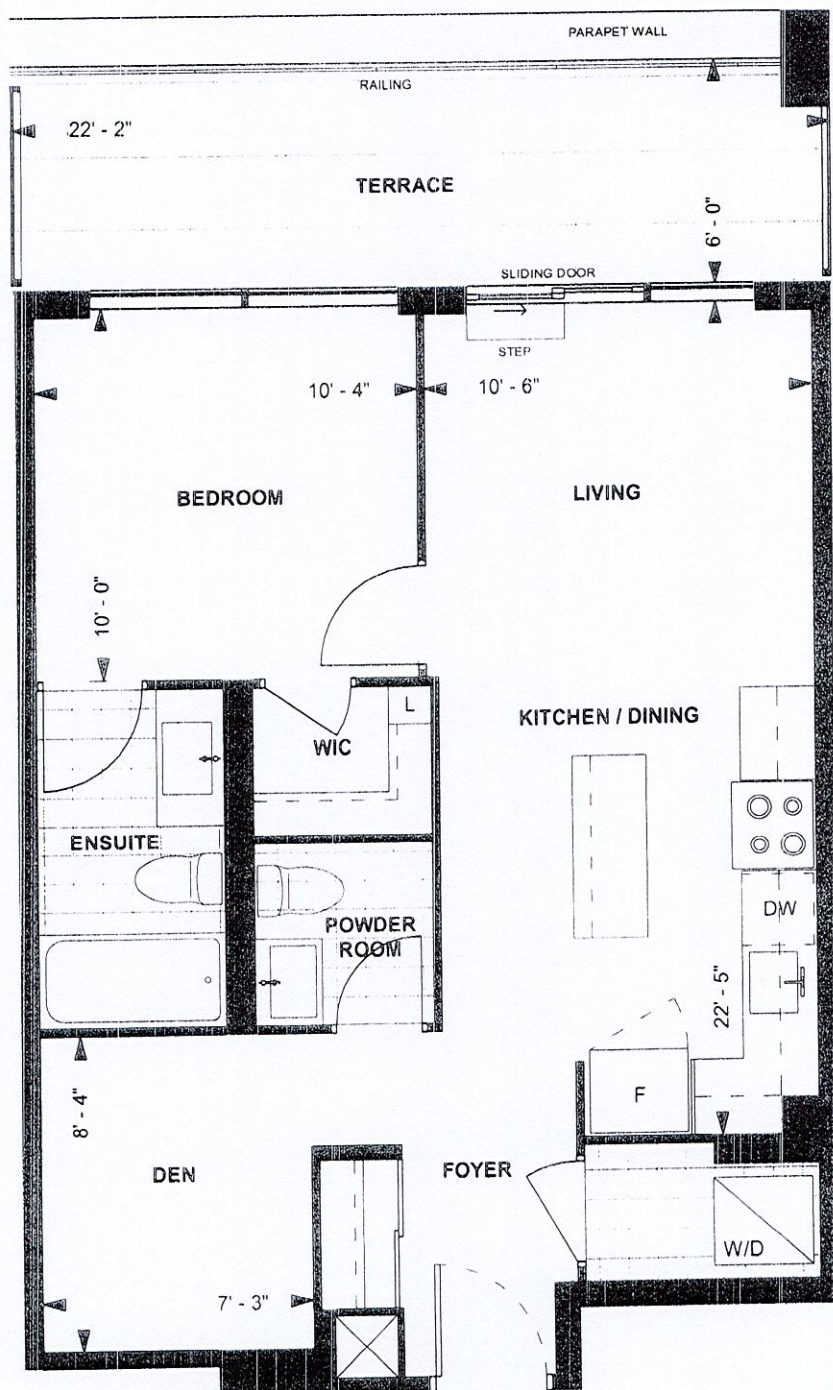 PARAPET WALL
RAILING
22' - 2"
TERRACE
6' - 0"
SLIDING DOOR
STEP
10' - 4"
10' - 6"
BEDROOM
LIVING
10' - 0"
L
WIC
KITCHEN / DINING
ENSUITE
POWDER
ROOM
DW
22' - 5"
F
8' - 4"
DEN
FOYER
W/D
7' - 3"